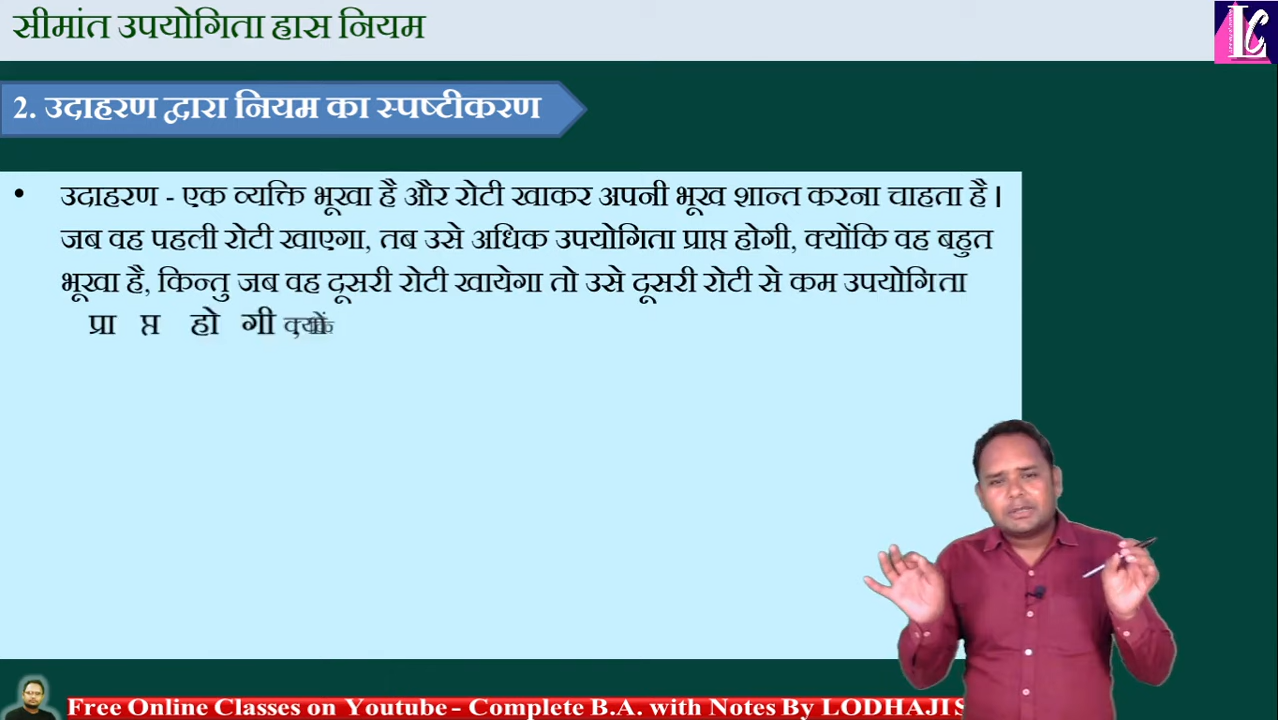 सीमांत उपयोगिता हास नियम
LC
2. उदाहरण द्वारा नियम का स्पष्टीकरण
• उदाहरण - एक व्यक्ति भूखा है और रोटी खाकर अपनी भूख शान्त करना चाहता है।
जब वह पहली रोटी खाएगा, तब उसे अधिक उपयोगिता प्राप्त होगी, क्योंकि वह बहुत
भूखा है, किन्तु जब वह दूसरी रोटी खायेगा तो उसे दूसरी रोटी से कम उपयोगिता
प्राप्त होगी
Free Online Classes on Youtube - Complete B.A. with Notes By LODHAJI S